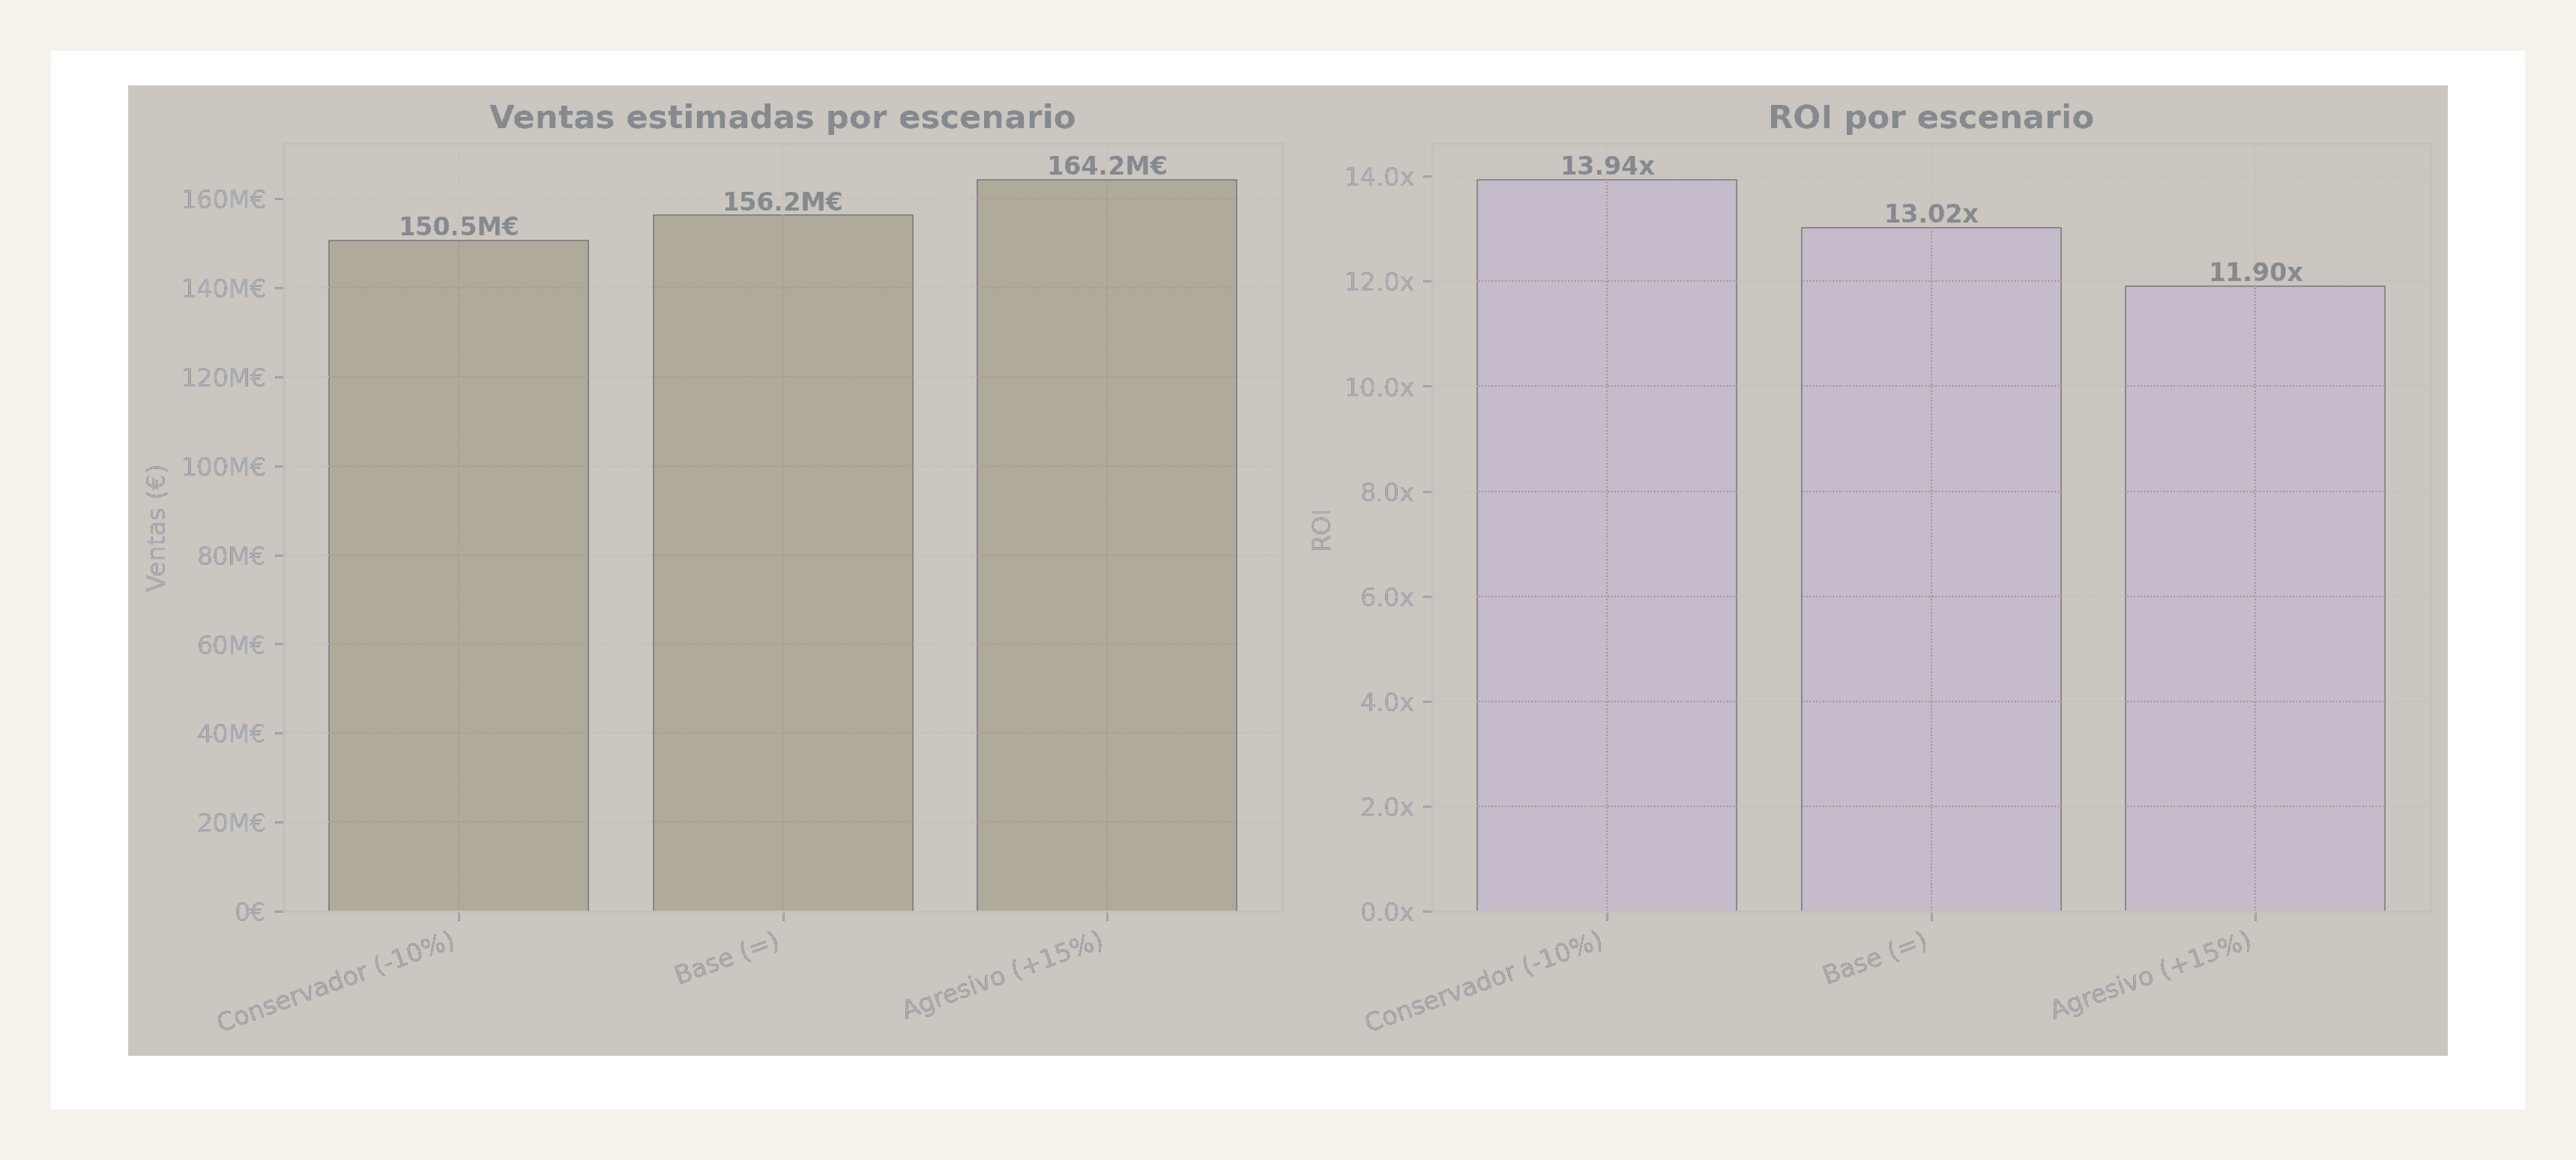 Ventas estimadas por escenario
Ventas (€)
160M€
140M€
120M€
100M€
80M€
60M€
40M€
20M€
0€
150.5M€
156.2M€
164.2M€
Conservador (-10%)
Base (=)
Agresivo (+15%)
ROI por escenario
ROI
14.0x
12.0x
10.0x
8.0x
6.0x
4.0x
2.0x
0.0x
13.94x
13.02x
11.90x
Conservador (-10%)
Base (=)
Agresivo (+15%)